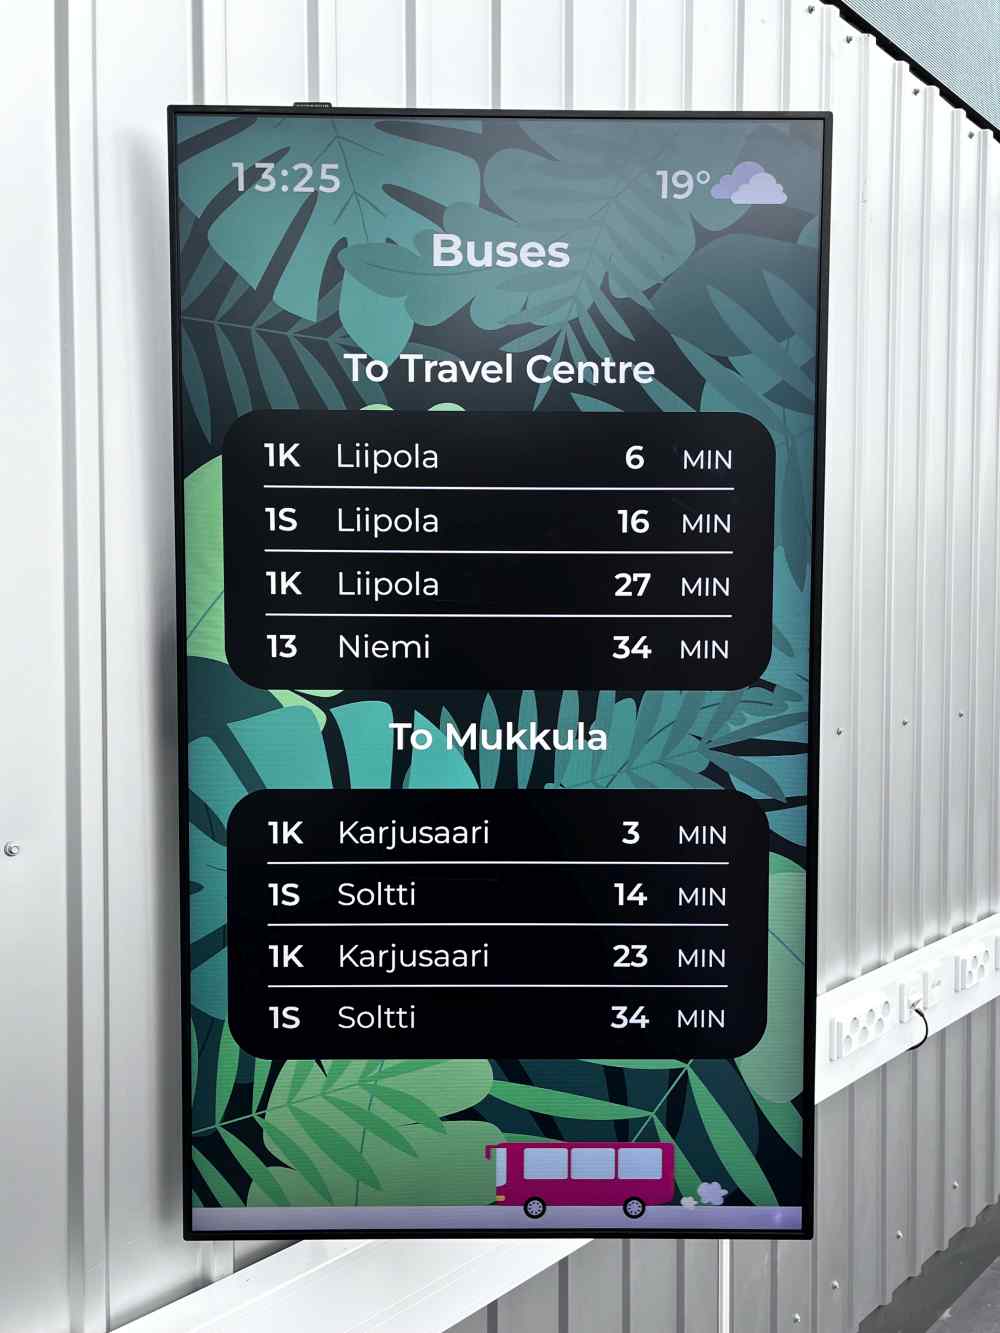 13:25 19°
Buses
To Travel Centre
1K Liipola 6 MIN
1S Liipola 16 MIN
1K Liipola 27 MIN
13 Niemi 34 MIN
To Mukkula
1K Karjusaari 3 MIN
1S Soltti 14 MIN
1K Karjusaari 23 MIN
1S Soltti 34 MIN